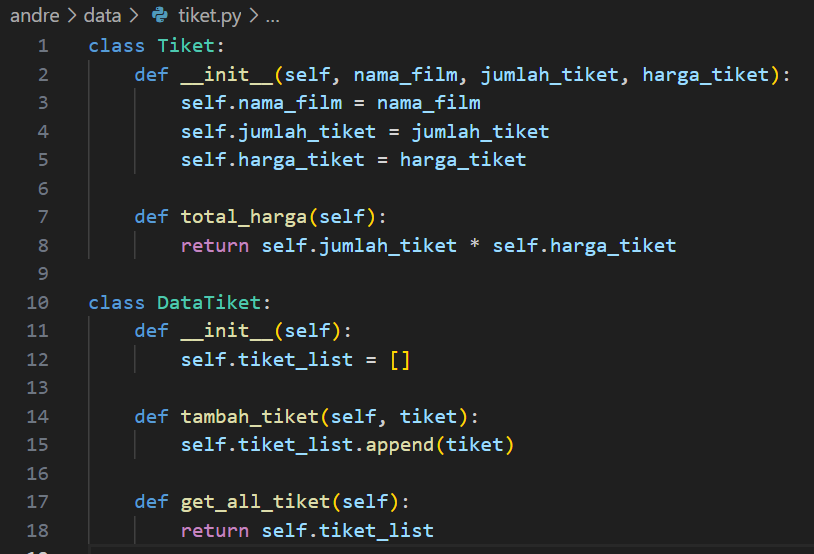 andre > data > tiket.py > ...
1 class Tiket:
2     def __init__(self, nama_film, jumlah_tiket, harga_tiket):
3         self.nama_film = nama_film
4         self.jumlah_tiket = jumlah_tiket
5         self.harga_tiket = harga_tiket
6
7     def total_harga(self):
8         return self.jumlah_tiket * self.harga_tiket
9
10 class DataTiket:
11     def __init__(self):
12         self.tiket_list = []
13
14     def tambah_tiket(self, tiket):
15         self.tiket_list.append(tiket)
16
17     def get_all_tiket(self):
18         return self.tiket_list